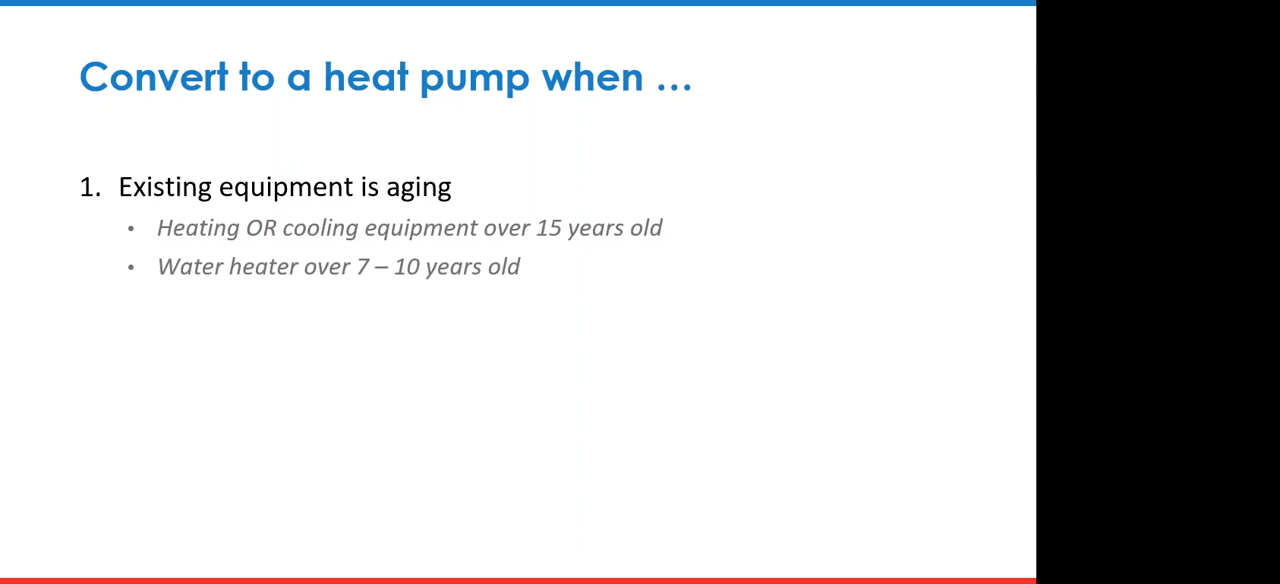 Convert to a heat pump when …
1. Existing equipment is aging
• Heating OR cooling equipment over 15 years old
• Water heater over 7 – 10 years old